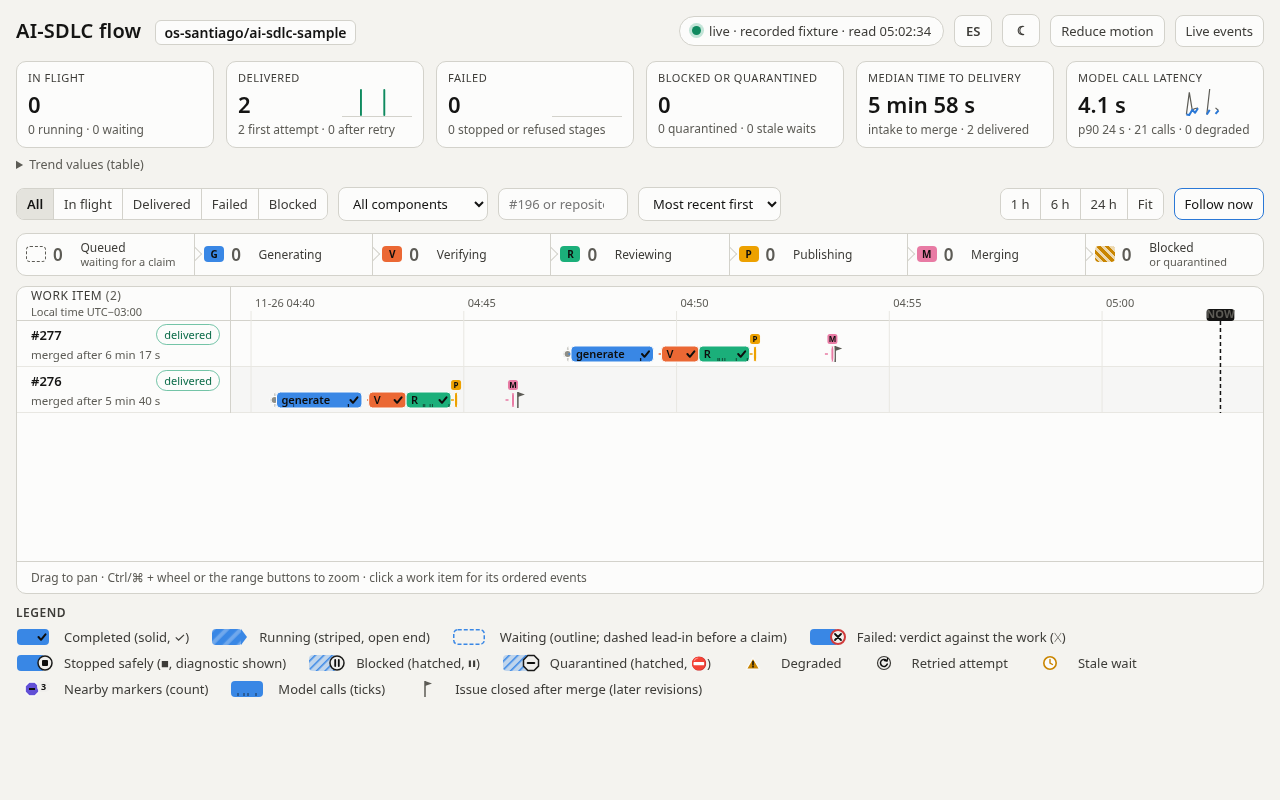 AI-SDLC flow
os-santiago/ai-sdlc-sample
live · recorded fixture · read 05:02:34
ES
Reduce motion
Live events
IN FLIGHT
0
0 running · 0 waiting
DELIVERED
2
2 first attempt · 0 after retry
FAILED
0
0 stopped or refused stages
BLOCKED OR QUARANTINED
0
0 quarantined · 0 stale waits
MEDIAN TIME TO DELIVERY
5 min 58 s
intake to merge · 2 delivered
MODEL CALL LATENCY
4.1 s
p90 24 s · 21 calls · 0 degraded
Trend values (table)
All
In flight
Delivered
Failed
Blocked
All components
#196 or reposito
Most recent first
1 h
6 h
24 h
Fit
Follow now
0 Queued
waiting for a claim
G 0 Generating
V 0 Verifying
R 0 Reviewing
P 0 Publishing
M 0 Merging
0 Blocked
or quarantined
WORK ITEM (2)
Local time UTC−03:00
11-26 04:40
04:45
04:50
04:55
05:00
NOW
#277
delivered
merged after 6 min 17 s
generate
V
R
P
M
#276
delivered
merged after 5 min 40 s
generate
V
R
P
M
Drag to pan · Ctrl/⌘ + wheel or the range buttons to zoom · click a work item for its ordered events
LEGEND
Completed (solid, ✓)
Running (striped, open end)
Waiting (outline; dashed lead-in before a claim)
Failed: verdict against the work (☓)
Stopped safely (■, diagnostic shown)
Blocked (hatched, ⏸)
Quarantined (hatched, ⛔)
Degraded
Retried attempt
Stale wait
3
Nearby markers (count)
Model calls (ticks)
Issue closed after merge (later revisions)